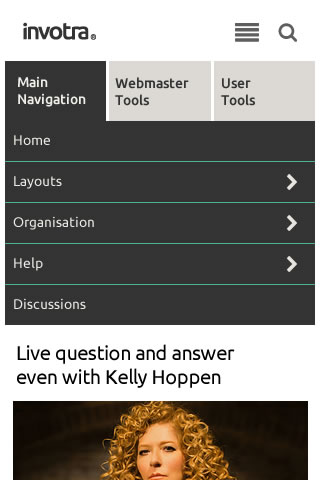 invotra®
Main
Navigation
Webmaster
Tools
User
Tools
Home
Layouts
Organisation
Help
Discussions
Live question and answer
even with Kelly Hoppen